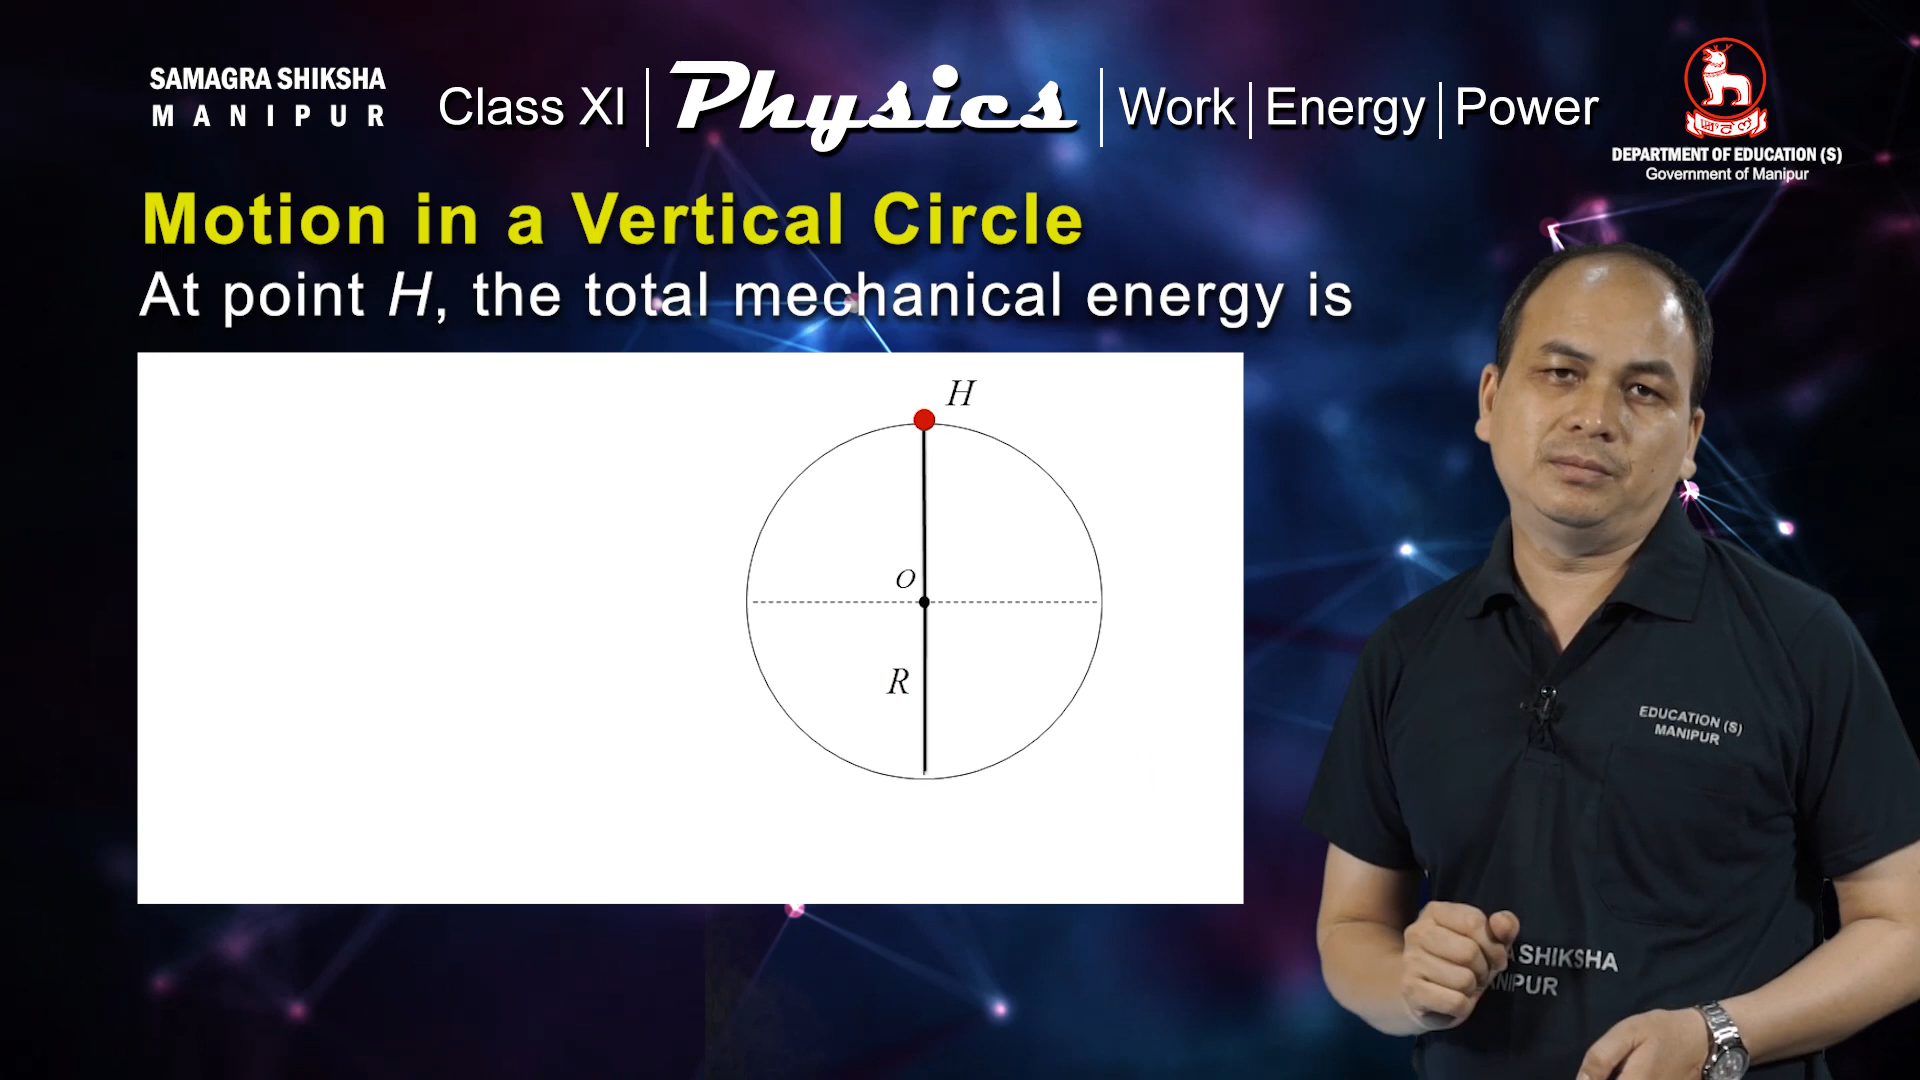 SAMAGRA SHIKSHA
MANIPUR
Class XI | Physics | Work | Energy | Power
DEPARTMENT OF EDUCATION (S)
Government of Manipur
Motion in a Vertical Circle
At point H, the total mechanical energy is
H
O
R
EDUCATION (S)
MANIPUR
SHIKSHA
NIPUR